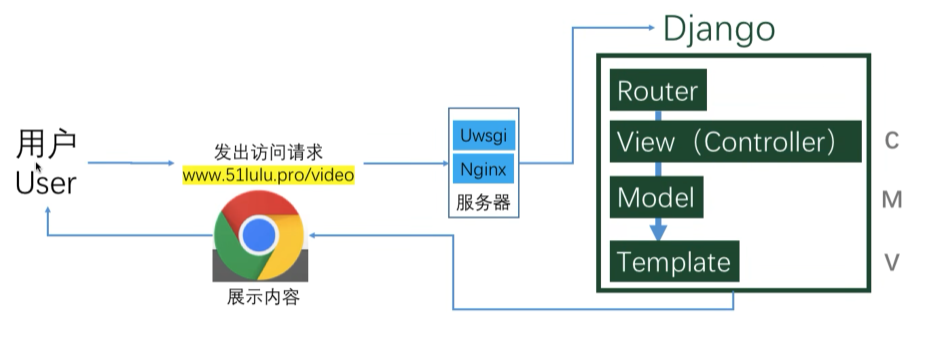 用户
User
发出访问请求
www.51lulu.pro/video
展示内容
Uwsgi
Nginx
服务器
Django
Router
View（Controller）
C
Model
M
Template
V